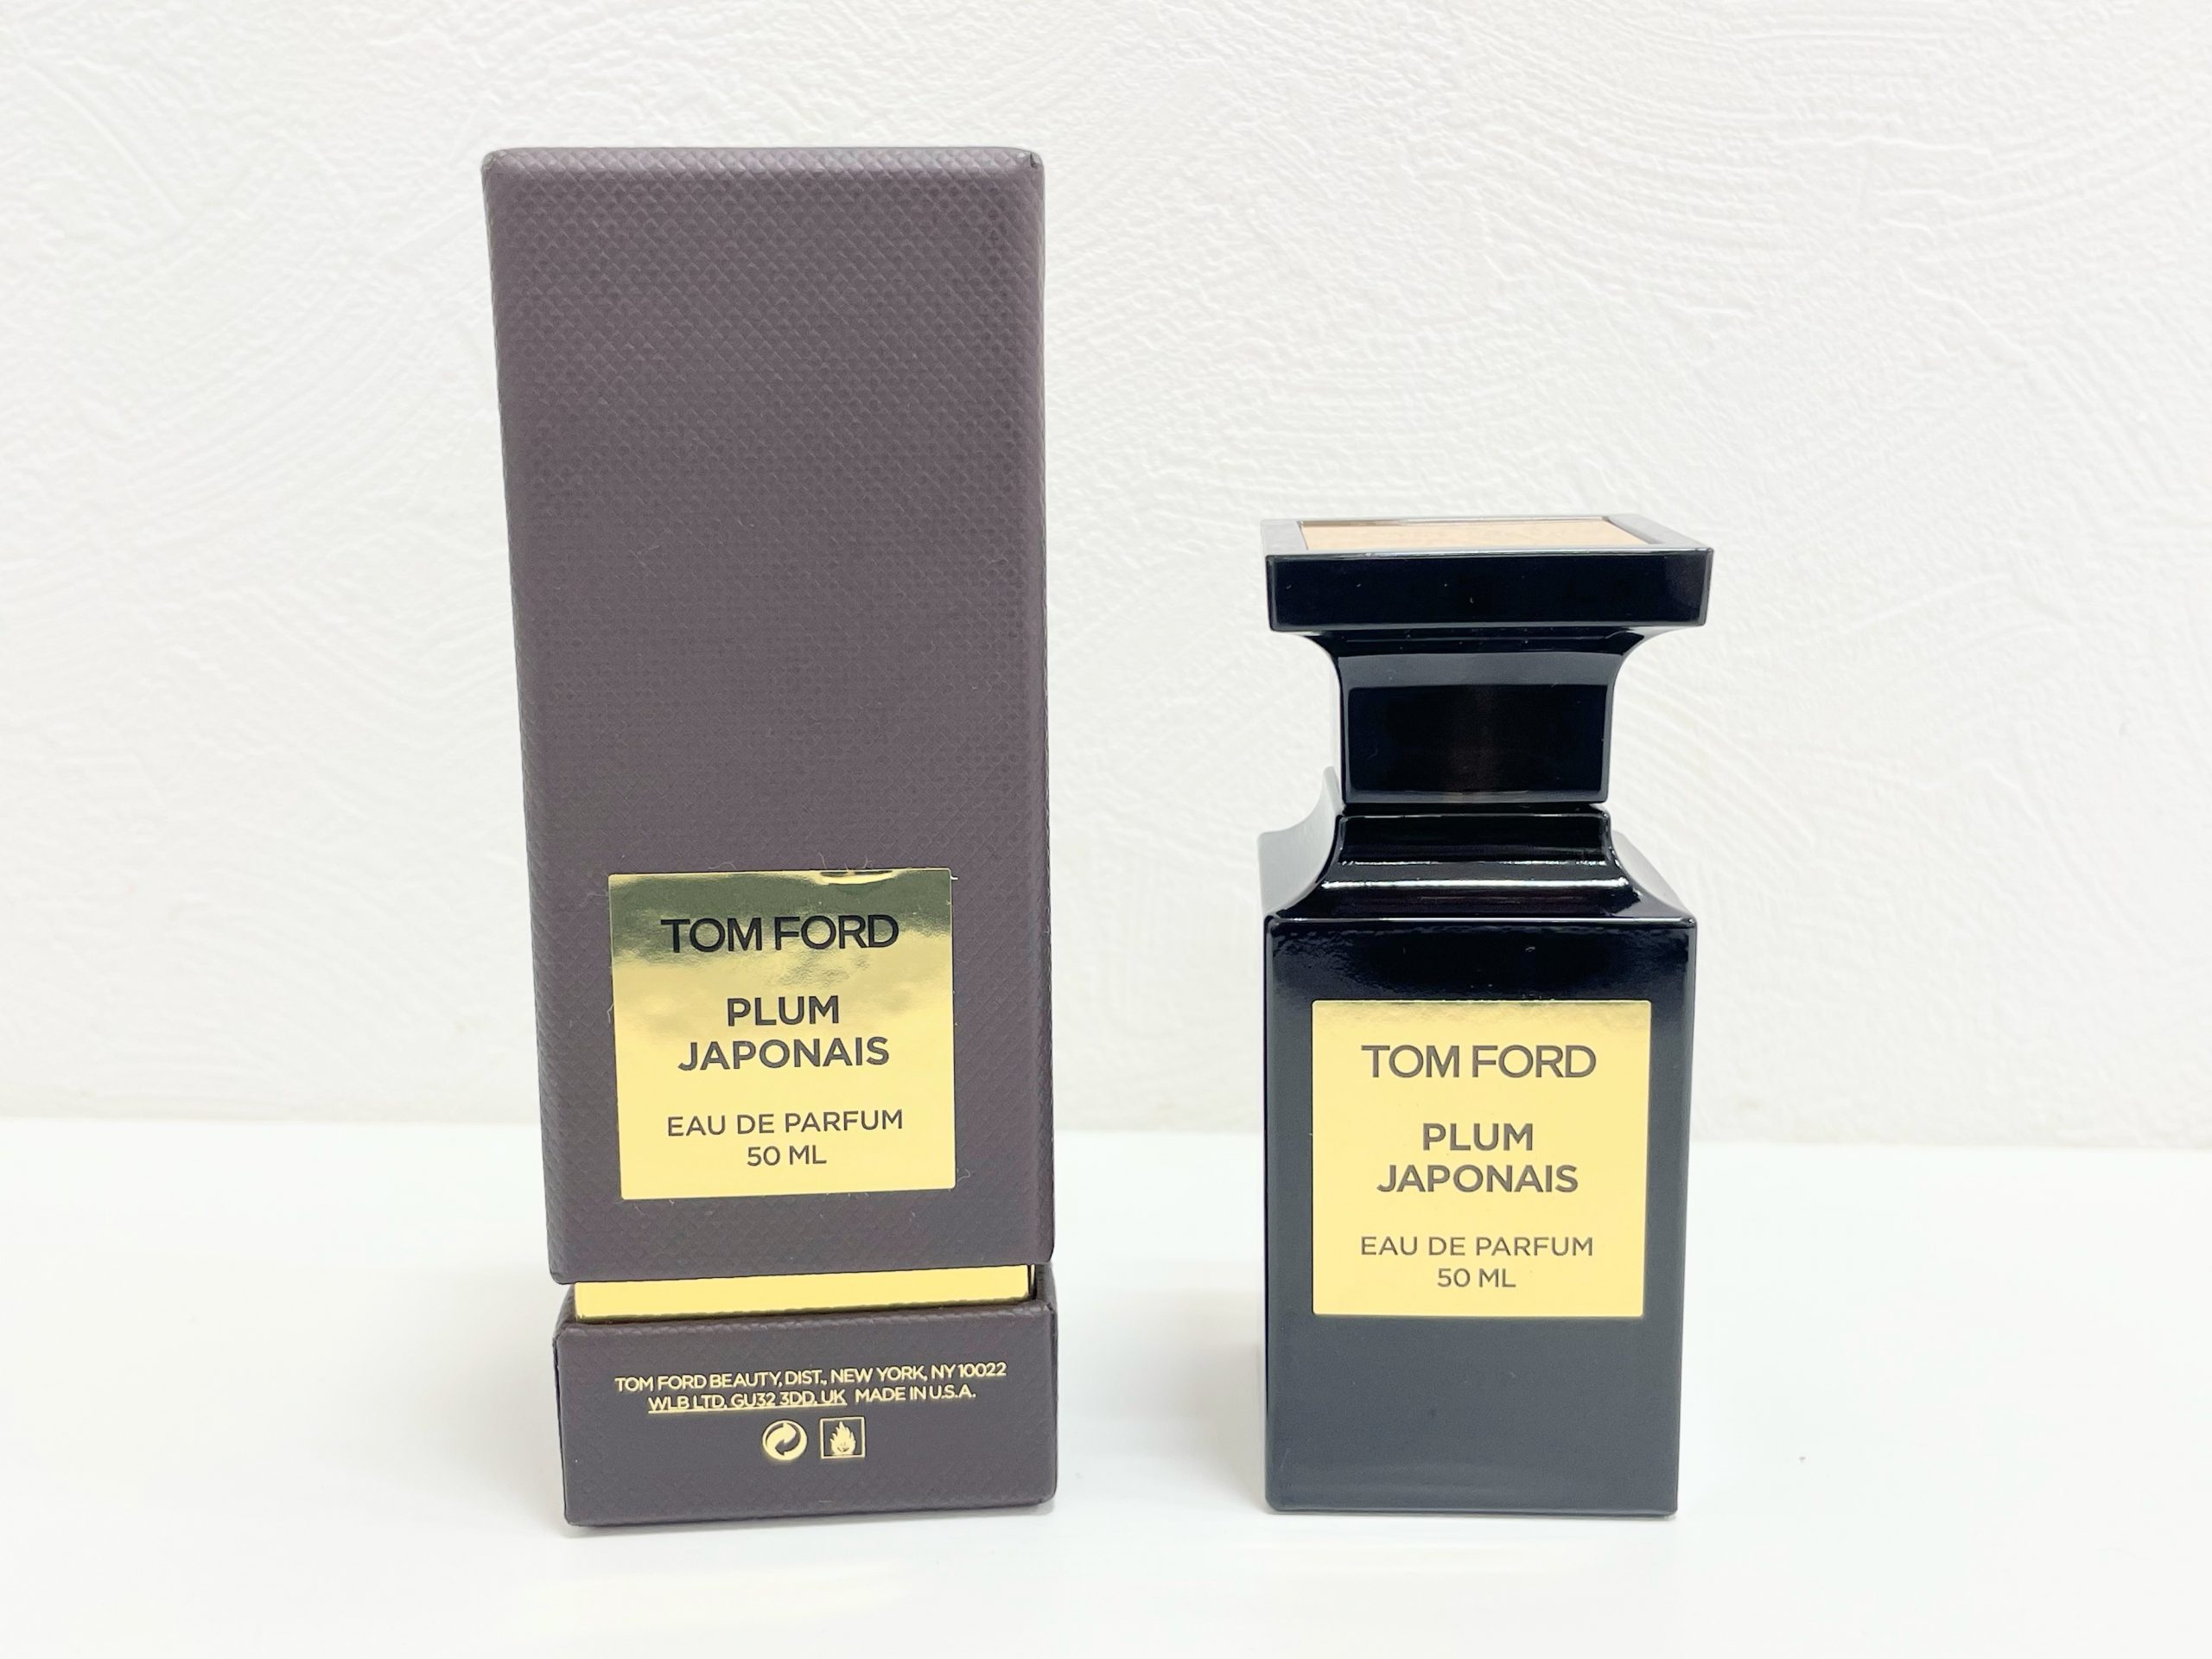 TOM FORD
PLUM
JAPONAIS
EAU DE PARFUM
50 ML
TOM FORD BEAUTY, DIST., NEW YORK, NY 10022
WLB LTD. GU32 3DD. UK MADE IN U.S.A.
TOM FORD
PLUM
JAPONAIS
EAU DE PARFUM
50 ML